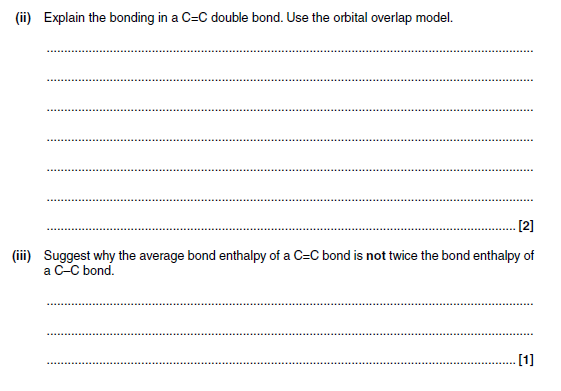 (ii) Explain the bonding in a C=C double bond. Use the orbital overlap model.
[2]
(iii) Suggest why the average bond enthalpy of a C=C bond is not twice the bond enthalpy of
a C–C bond.
[1]